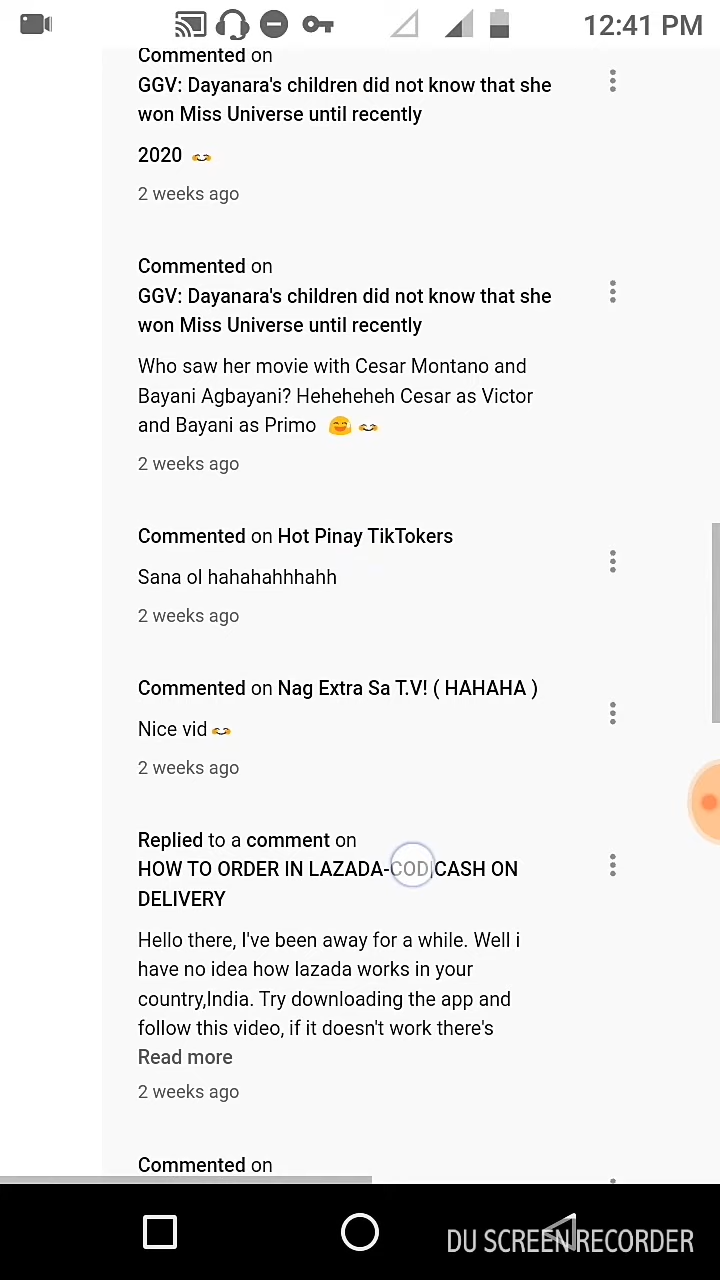 12:41 PM
Commented on
GGV: Dayanara's children did not know that she
won Miss Universe until recently
2020
2 weeks ago
Commented on
GGV: Dayanara's children did not know that she
won Miss Universe until recently
Who saw her movie with Cesar Montano and
Bayani Agbayani? Heheheheh Cesar as Victor
and Bayani as Primo 😄
2 weeks ago
Commented on Hot Pinay TikTokers
Sana ol hahahahhhahh
2 weeks ago
Commented on Nag Extra Sa T.V! ( HAHAHA )
Nice vid
2 weeks ago
Replied to a comment on
HOW TO ORDER IN LAZADA-COD|CASH ON
DELIVERY
Hello there, I've been away for a while. Well i
have no idea how lazada works in your
country,India. Try downloading the app and
follow this video, if it doesn't work there's
Read more
2 weeks ago
Commented on
DU SCREEN RECORDER